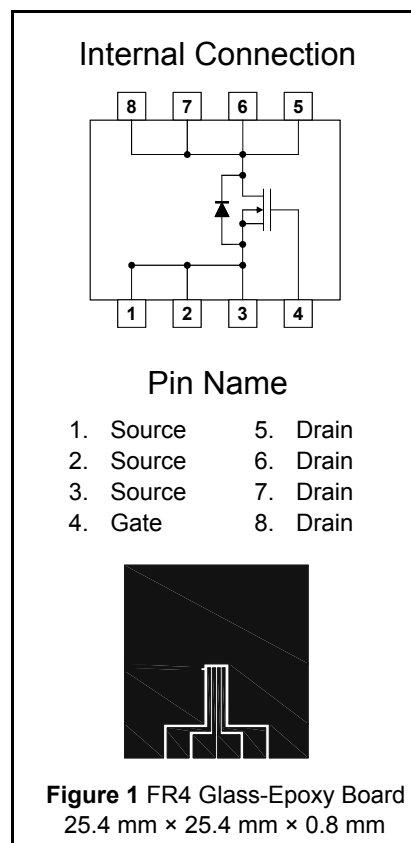 Internal Connection
8 7 6 5
1 2 3 4
Pin Name
1. Source 5. Drain
2. Source 6. Drain
3. Source 7. Drain
4. Gate 8. Drain
Figure 1 FR4 Glass-Epoxy Board
25.4 mm × 25.4 mm × 0.8 mm